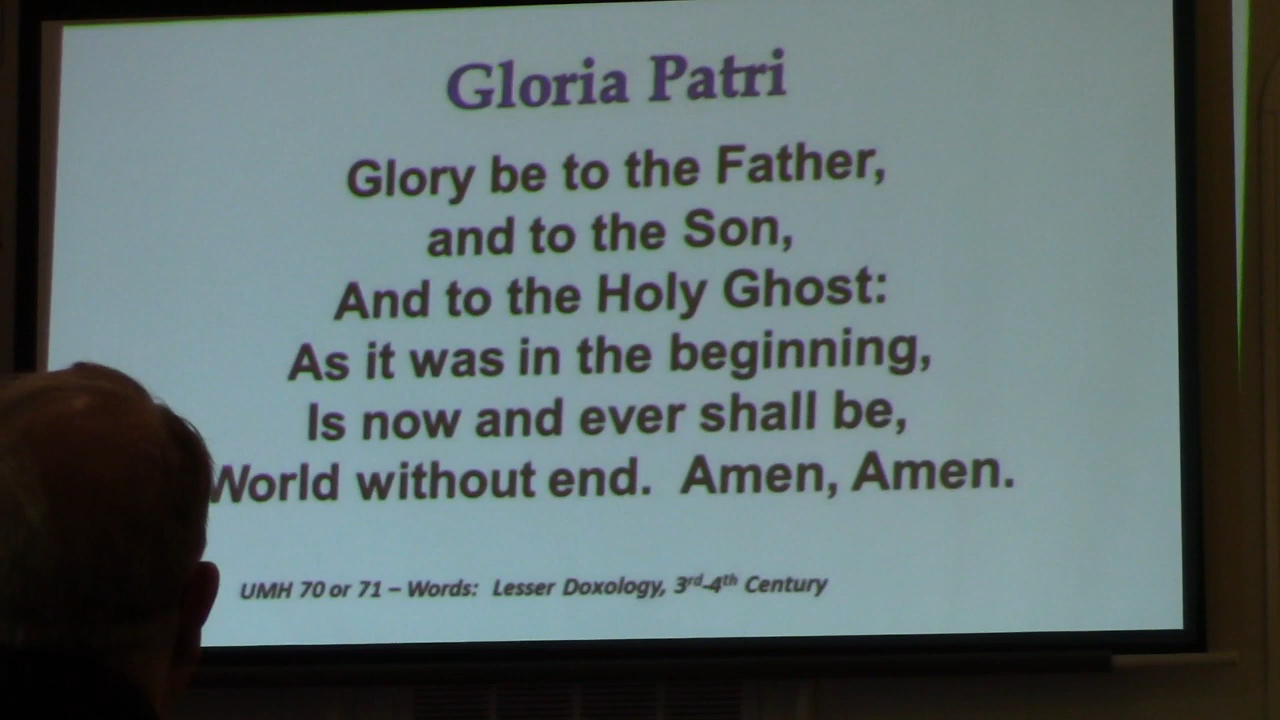 Gloria Patri
Glory be to the Father,
and to the Son,
And to the Holy Ghost:
As it was in the beginning,
Is now and ever shall be,
World without end. Amen, Amen.
UMH 70 or 71 – Words: Lesser Doxology, 3rd-4th Century